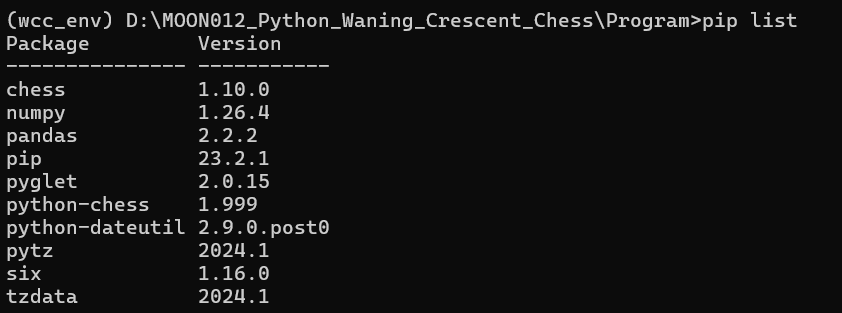 (wcc_env) D:\MOON012_Python_Waning_Crescent_Chess\Program>pip list
Package         Version
--------------- -----------
chess           1.10.0
numpy           1.26.4
pandas          2.2.2
pip             23.2.1
pyglet          2.0.15
python-chess    1.999
python-dateutil 2.9.0.post0
pytz            2024.1
six             1.16.0
tzdata          2024.1